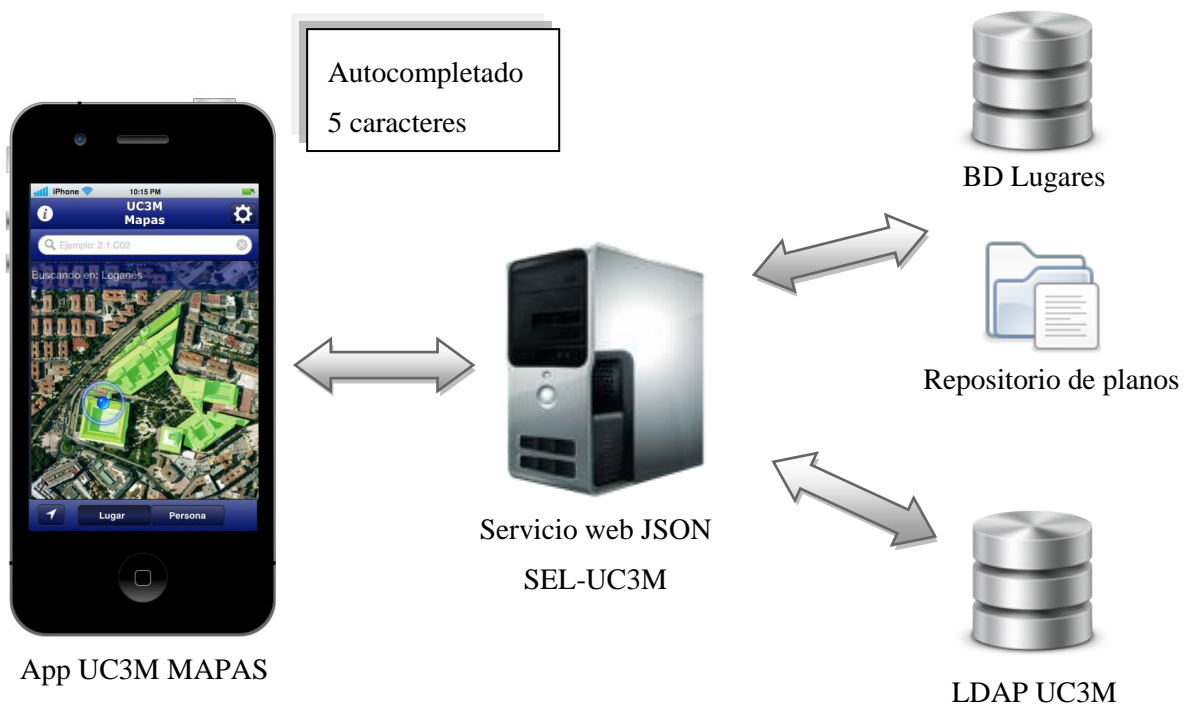 Autocompletado
5 caracteres
iPhone 10:15 PM
UC3M
Mapas
Ejemplo: 2.1.C02
Buscando en: Leganés
Lugar Persona
App UC3M MAPAS
Servicio web JSON
SEL-UC3M
BD Lugares
Repositorio de planos
LDAP UC3M